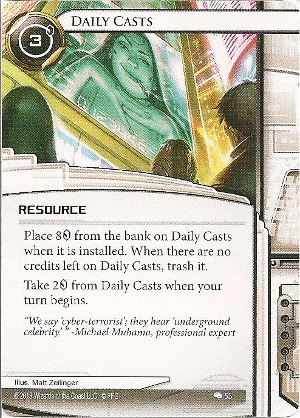 DAILY CASTS
3
RESOURCE
Place 8 from the bank on Daily Casts
when it is installed. When there are no
credits left on Daily Casts, trash it.
Take 2 from Daily Casts when your
turn begins.
"We say 'cyber-terrorist'; they hear 'underground
celebrity.' " -Michael Muhama, professional expert
Illus. Matt Zeilinger
©2013 Wizards of the Coast LLC. ©FFG